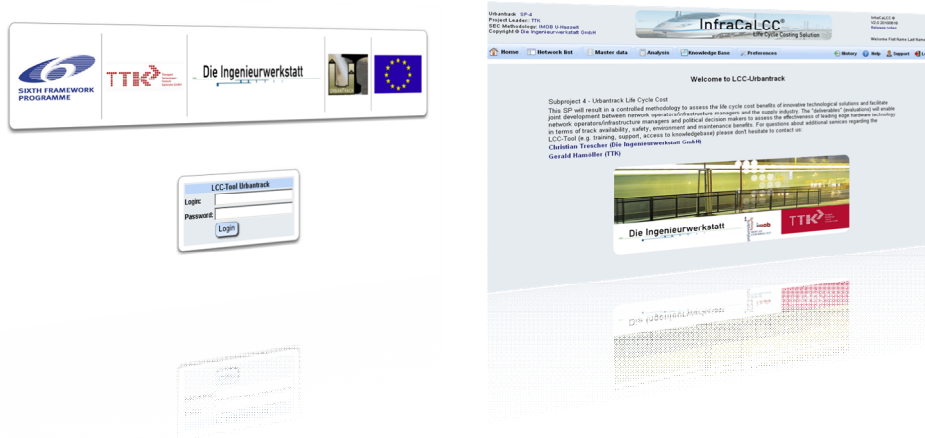 SIXTH FRAMEWORK
PROGRAMME
TTK
Die Ingenieurwerkstatt
LCC-Tool Urbantrack
Login:
Password:
Login
Urbantrack SP-4
Project Leader: TTK
SEC Methodology: IMOB U-Hasselt
Copyright © Die Ingenieurwerkstatt GmbH
InfraCaLCC®
Life Cycle Costing Solution
InfraCaLCC ®
Home Network list Master data Analysis Knowledge Base Preferences History Help Support
Welcome to LCC-Urbantrack
Subproject 4 - Urbantrack Life Cycle Cost
This SP will result in a controlled methodology to assess the life cycle cost benefits of innovative technological solutions and facilitate
joint development between network operators/infrastructure managers and the supply industry. The "deliverables" (evaluations) will enable
network operators/infrastructure managers and political decision makers to assess the effectiveness of leading edge hardware technology
in terms of track availability, safety, environment and maintenance benefits. For questions about additional services regarding the
LCC-Tool (e.g. training, support, access to knowledgebase) please don't hesitate to contact us:
Christian Trescher (Die Ingenieurwerkstatt GmbH)
Gerald Hamöller (TTK)
Die Ingenieurwerkstatt
imob
TTK